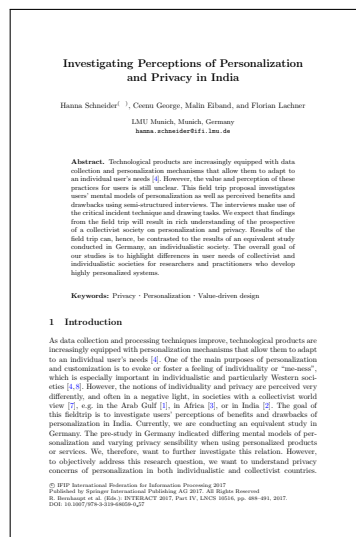 Investigating Perceptions of Personalization
and Privacy in India
Hanna Schneider( ), Ceenu George, Malin Eiband, and Florian Lachner
LMU Munich, Munich, Germany
hanna.schneider@ifi.lmu.de
Abstract. Technological products are increasingly equipped with data
collection and personalization mechanisms that allow them to adapt to
an individual user's needs [4]. However, the value and perception of these
practices for users is still unclear. This field trip proposal investigates
users' mental models of personalization as well as perceived benefits and
drawbacks using semi-structured interviews. The interviews make use of
the critical incident technique and drawing tasks. We expect that findings
from the field trip will result in rich understanding of the prospective
of a collectivist society on personalization and privacy. Results of the
field trip can, hence, be contrasted to the results of an equivalent study
conducted in Germany, an individualistic society. The overall goal of
our studies is to highlight differences in user needs of collectivist and
individualistic societies for researchers and practitioners who develop
highly personalized systems.
Keywords: Privacy · Personalization · Value-driven design
1 Introduction
As data collection and processing techniques improve, technological products are
increasingly equipped with personalization mechanisms that allow them to adapt
to an individual user's needs [4]. One of the main purposes of personalization
and customization is to evoke or foster a feeling of individuality or "me-ness",
which is especially important in individualistic and particularly Western soci-
eties [4,8]. However, the notions of individuality and privacy are perceived very
differently, and often in a negative light, in societies with a collectivist world
view [7], e.g. in the Arab Gulf [1], in Africa [3], or in India [2]. The goal of
this fieldtrip is to investigate users' perceptions of benefits and drawbacks of
personalization in India. Currently, we are conducting an equivalent study in
Germany. The pre-study in Germany indicated differing mental models of per-
sonalization and varying privacy sensibility when using personalized products
or services. We, therefore, want to further investigate this relation. However,
to objectively address this research question, we want to understand privacy
concerns of personalization in both individualistic and collectivist countries.
© IFIP International Federation for Information Processing 2017
Published by Springer International Publishing AG 2017. All Rights Reserved
R. Bernhaupt et al. (Eds.): INTERACT 2017, Part IV, LNCS 10516, pp. 488–491, 2017.
DOI: 10.1007/978-3-319-68059-0_57